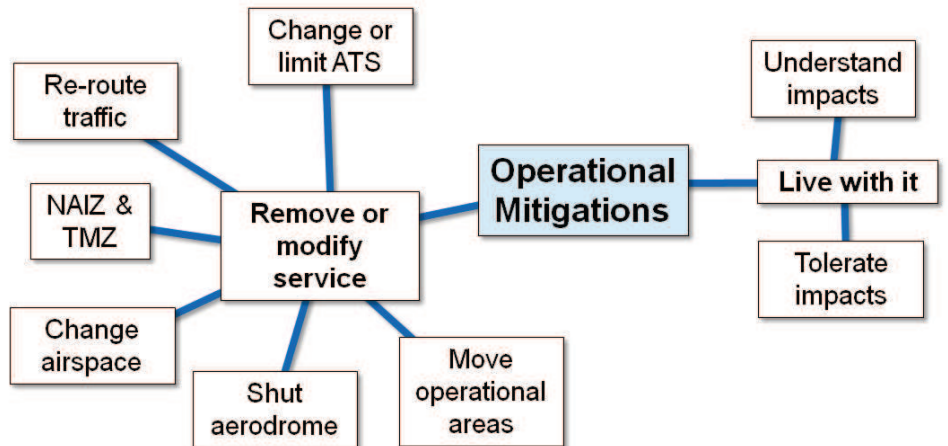 Change or
limit ATS
Re-route
traffic
Understand
impacts
Operational
Mitigations
Live with it
NAIZ &
TMZ
Remove or
modify
service
Tolerate
impacts
Change
airspace
Shut
aerodrome
Move
operational
areas